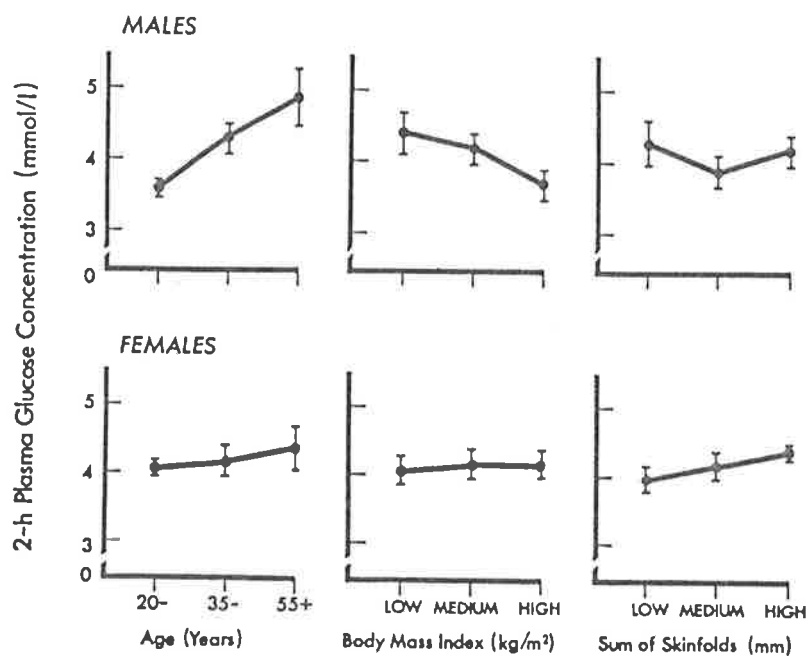 MALES
2-h Plasma Glucose Concentration (mmol/l)
5
4
3
0
FEMALES
5
4
3
0
20- 35- 55+
LOW MEDIUM HIGH
LOW MEDIUM HIGH
Age (Years)
Body Mass Index (kg/m²)
Sum of Skinfolds (mm)